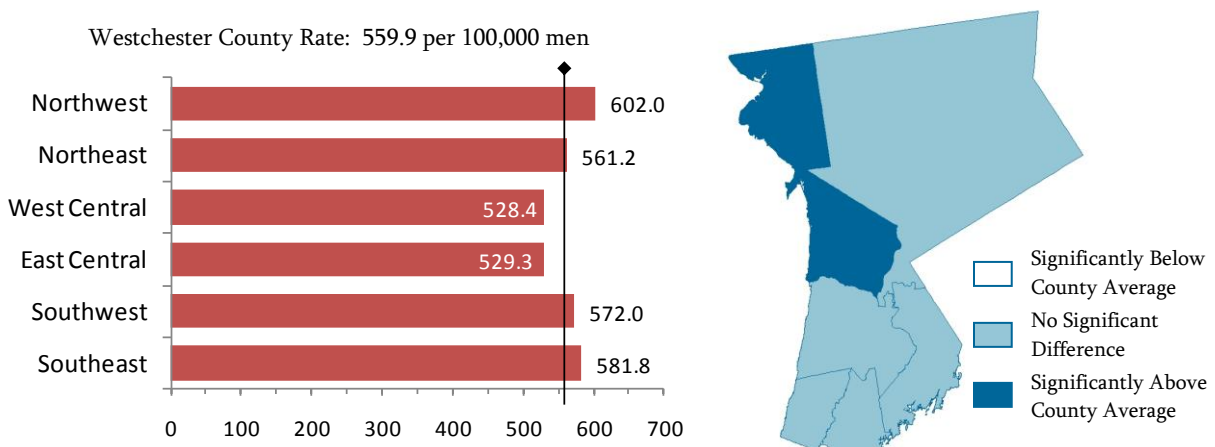 Westchester County Rate: 559.9 per 100,000 men
Northwest 602.0
Northeast 561.2
West Central 528.4
East Central 529.3
Southwest 572.0
Southeast 581.8
0 100 200 300 400 500 600 700
Significantly Below
County Average
No Significant
Difference
Significantly Above
County Average